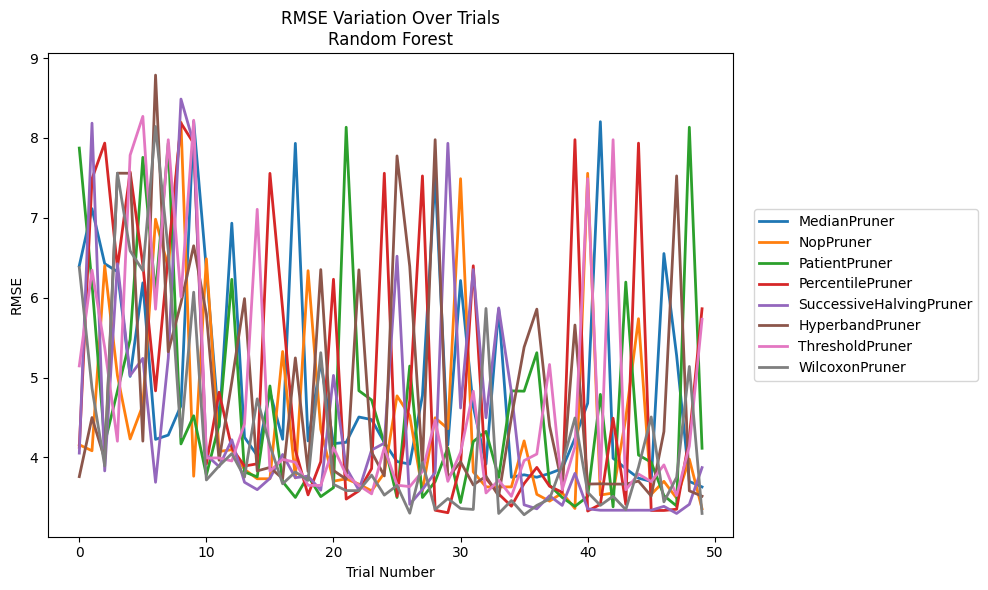 RMSE Variation Over Trials
Random Forest
RMSE
9
8
7
6
5
4
0
10
20
30
40
50
Trial Number
MedianPruner
NopPruner
PatientPruner
PercentilePruner
SuccessiveHalvingPruner
HyperbandPruner
ThresholdPruner
WilcoxonPruner